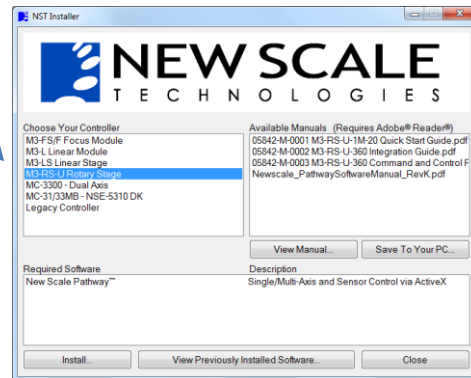 NST Installer
NEW SCALE
TECHNOLOGIES
Choose Your Controller
M3-FS/F Focus Module
M3-L Linear Module
M3-LS Linear Stage
M3-RS-U Rotary Stage
MC-3300 - Dual Axis
MC-31/33MB - NSE-5310 DK
Legacy Controller
Available Manuals (Requires Adobe® Reader®)
05842-M-0001 M3-RS-U-1M-20 Quick Start Guide.pdf
05842-M-0002 M3-RS-U-360 Integration Guide.pdf
05842-M-0003 M3-RS-U-360 Command and Control F
Newscale_PathwaySoftwareManual_RevK.pdf
View Manual...
Save To Your PC...
Required Software
New Scale Pathway™
Description
Single/Multi-Axis and Sensor Control via ActiveX
Install...
View Previously Installed Software...
Close